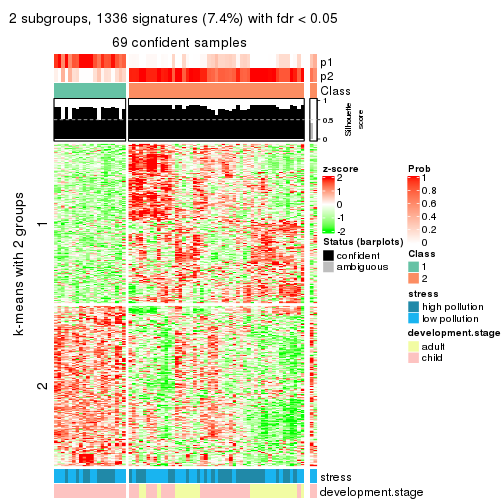 2 subgroups, 1336 signatures (7.4%) with fdr < 0.05
69 confident samples
p1
p2
Class
1
0.5
0
Silhouette
score
k-means with 2 groups
1
2
z-score
2
1
0
-1
-2
Status (barplots)
confident
ambiguous
Prob
1
0.8
0.6
0.4
0.2
0
Class
1
2
stress
high pollution
low pollution
development.stage
adult
child
stress
development.stage